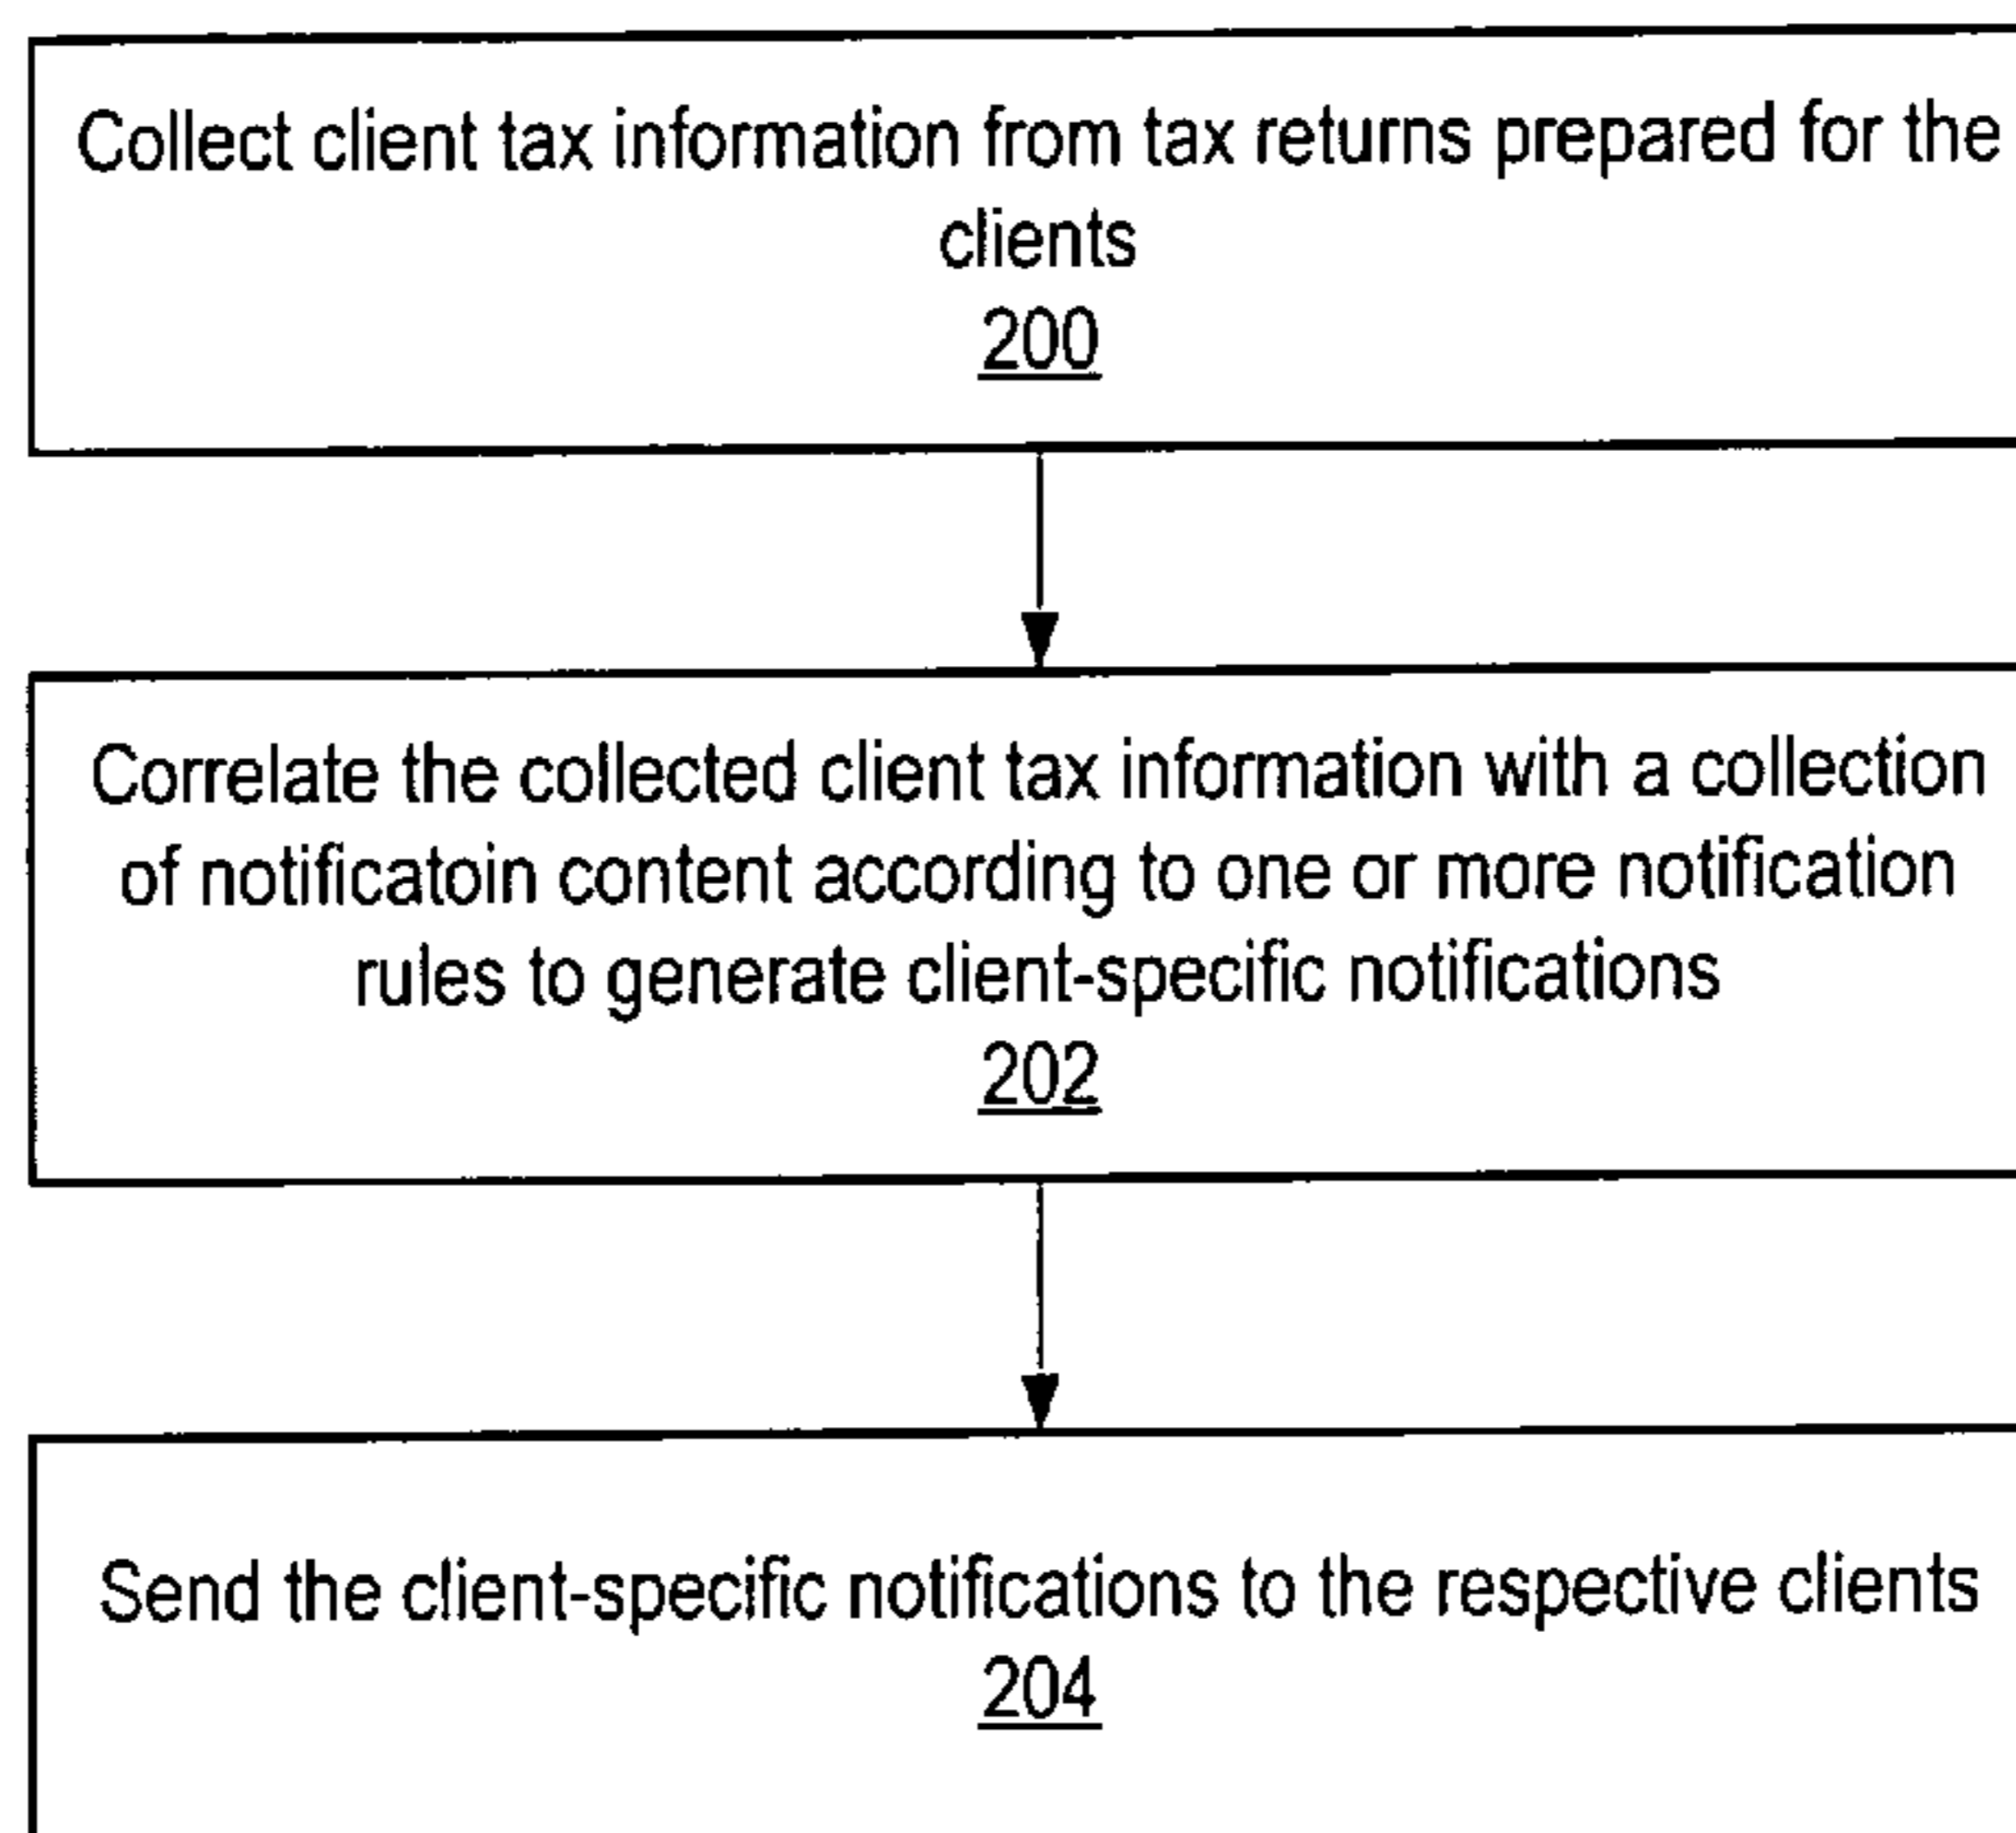 Collect client tax information from tax returns prepared for the
clients
200
Correlate the collected client tax information with a collection
of notificatoin content according to one or more notification
rules to generate client-specific notifications
202
Send the client-specific notifications to the respective clients
204